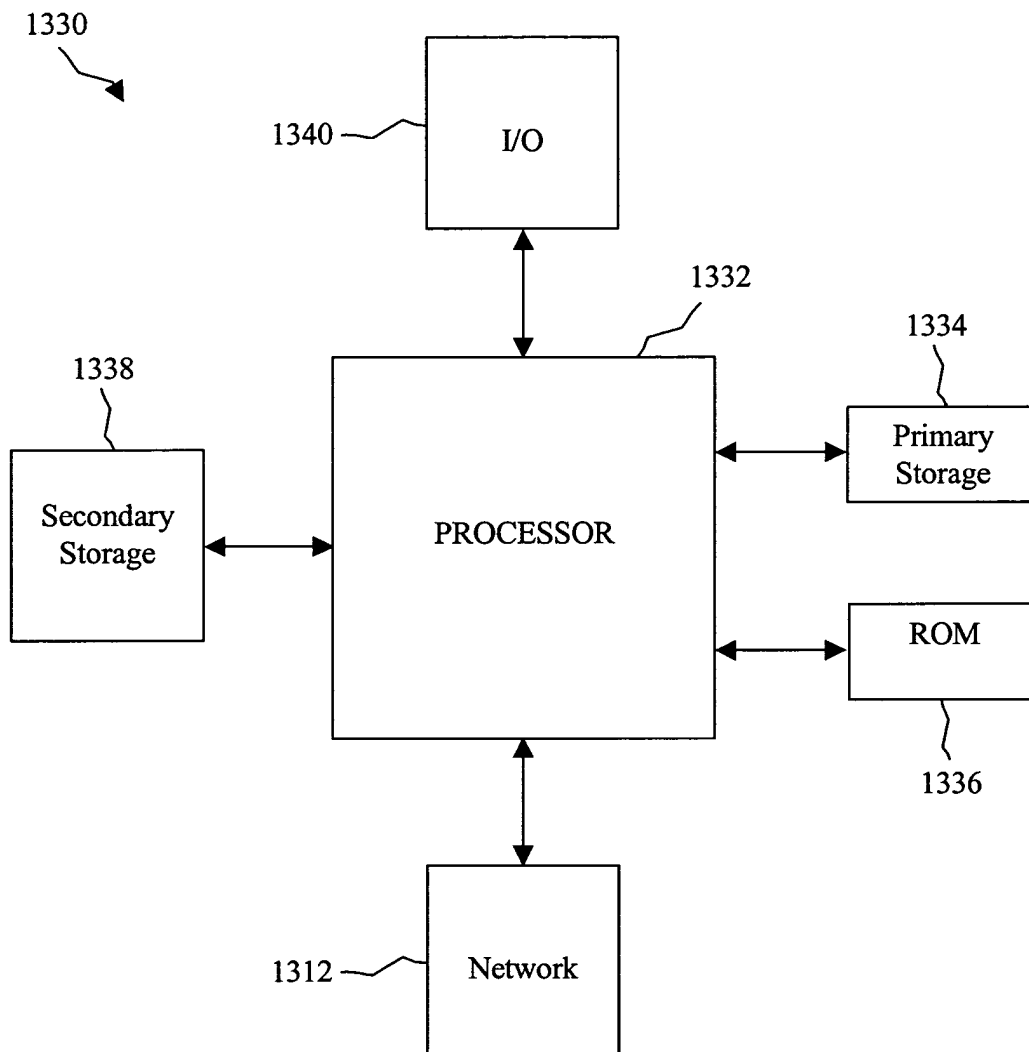 1330
1340
I/O
1332
1334
1338
Primary
Storage
Secondary
Storage
PROCESSOR
ROM
1336
1312
Network